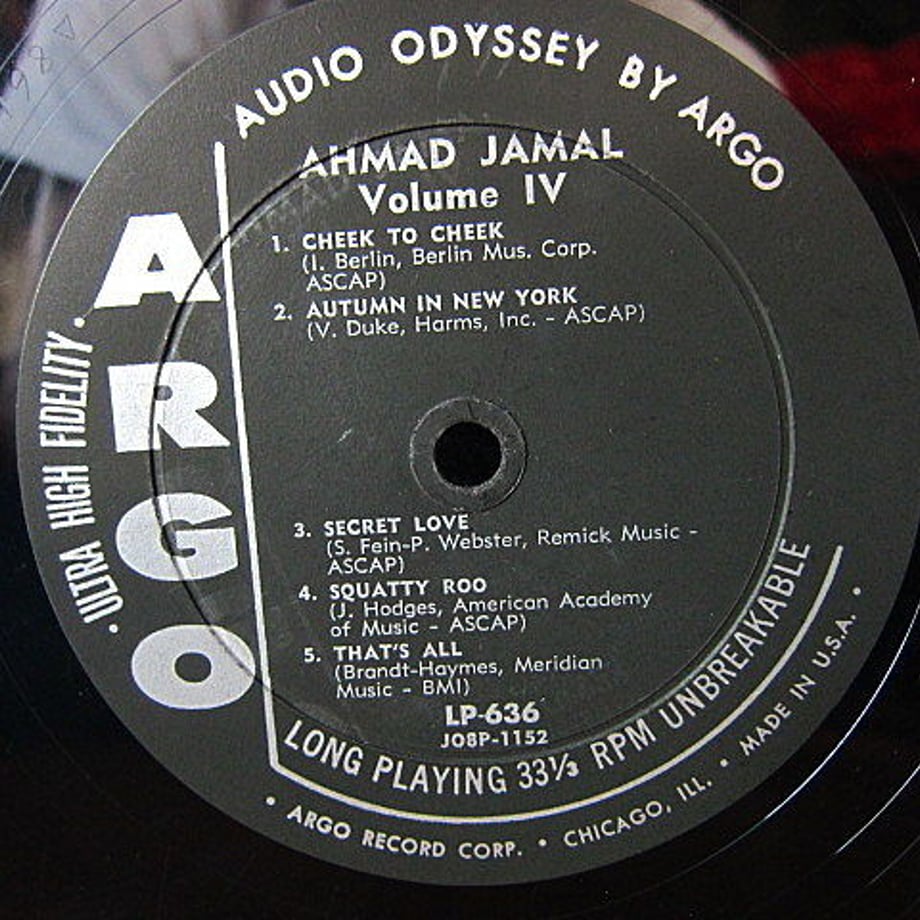 AUDIO ODYSSEY BY ARGO
AHMAD JAMAL
Volume IV
1. CHEEK TO CHEEK
(I. Berlin, Berlin Mus. Corp.
ASCAP)
2. AUTUMN IN NEW YORK
(V. Duke, Harms, Inc. - ASCAP)
ARGO
• ULTRA HIGH FIDELITY •
3. SECRET LOVE
(S. Fein-P. Webster, Remick Music -
ASCAP)
4. SQUATTY ROO
(J. Hodges, American Academy
of Music - ASCAP)
5. THAT'S ALL
(Brandt-Haymes, Meridian
Music - BMI)
LP-636
JO8P-1152
LONG PLAYING 33⅓ RPM UNBREAKABLE
• ARGO RECORD CORP. • CHICAGO, ILL. • MADE IN U.S.A. •